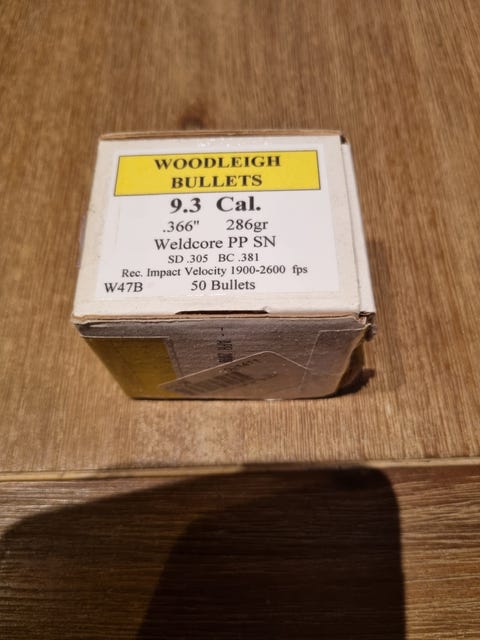 WOODLEIGH
BULLETS
9.3 Cal.
.366" 286gr
Weldcore PP SN
SD .305 BC .381
Rec. Impact Velocity 1900-2600 fps
W47B 50 Bullets